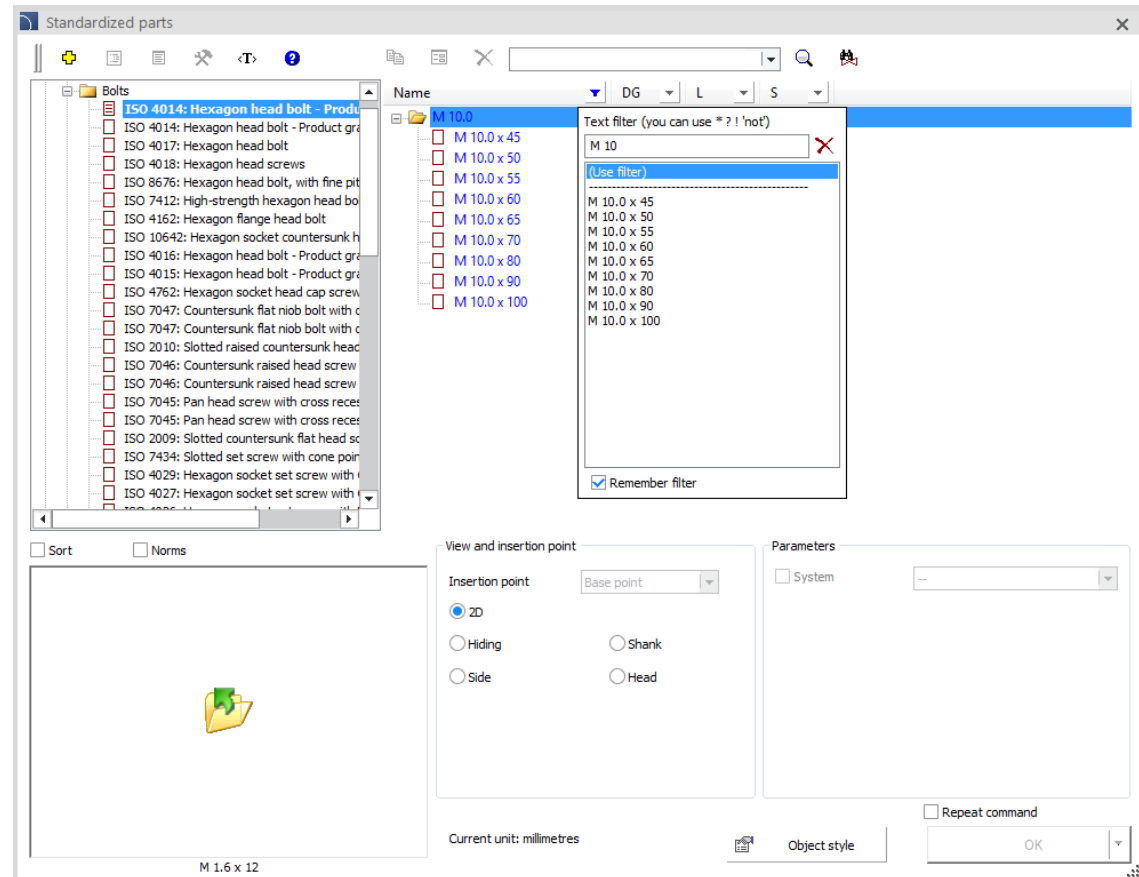 Standardized parts
<T>
?
Bolts
ISO 4014: Hexagon head bolt - Produ
ISO 4014: Hexagon head bolt - Product gra
ISO 4017: Hexagon head bolt
ISO 4018: Hexagon head screws
ISO 8676: Hexagon head bolt, with fine pit
ISO 7412: High-strength hexagon head bo
ISO 4162: Hexagon flange head bolt
ISO 10642: Hexagon socket countersunk h
ISO 4016: Hexagon head bolt - Product gra
ISO 4015: Hexagon head bolt - Product gra
ISO 4762: Hexagon socket head cap screw
ISO 7047: Countersunk flat niob bolt with c
ISO 7047: Countersunk flat niob bolt with c
ISO 2010: Slotted raised countersunk head
ISO 7046: Countersunk raised head screw
ISO 7046: Countersunk raised head screw
ISO 7045: Pan head screw with cross reces
ISO 7045: Pan head screw with cross reces
ISO 2009: Slotted countersunk flat head sc
ISO 7434: Slotted set screw with cone poin
ISO 4029: Hexagon socket set screw with
ISO 4027: Hexagon socket set screw with
Name DG L S
M 10.0
M 10.0 x 45
M 10.0 x 50
M 10.0 x 55
M 10.0 x 60
M 10.0 x 65
M 10.0 x 70
M 10.0 x 80
M 10.0 x 90
M 10.0 x 100
Text filter (you can use * ? ! 'not')
M 10
(Use filter)
M 10.0 x 45
M 10.0 x 50
M 10.0 x 55
M 10.0 x 60
M 10.0 x 65
M 10.0 x 70
M 10.0 x 80
M 10.0 x 90
M 10.0 x 100
Remember filter
Sort Norms
M 1.6 x 12
View and insertion point
Insertion point Base point
2D
Hiding Shank
Side Head
Parameters
System --
Current unit: millimetres
Object style
Repeat command
OK